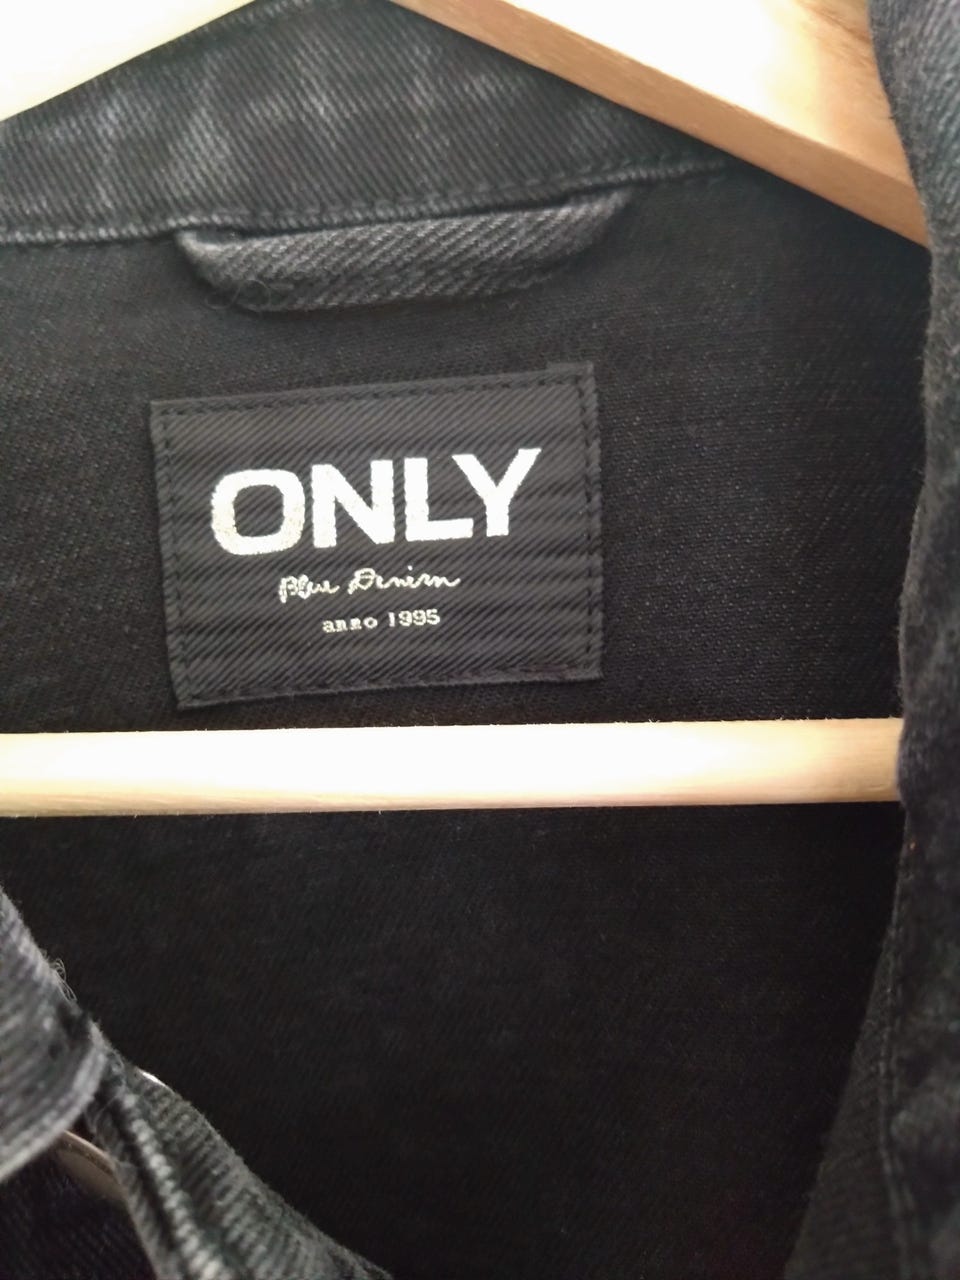 ONLY
Blue Denim
anno 1995